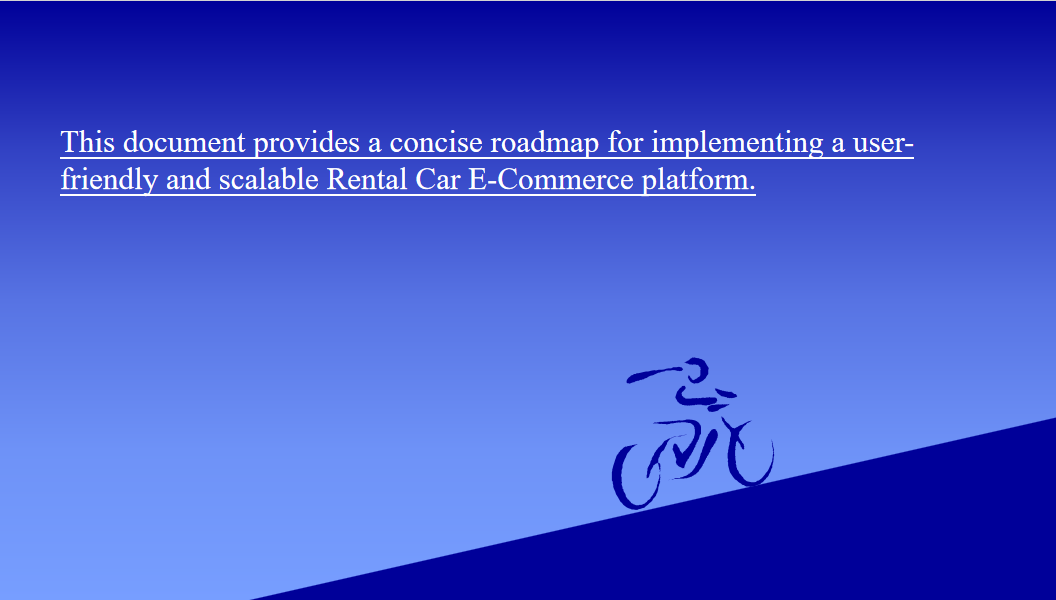 This document provides a concise roadmap for implementing a user-
friendly and scalable Rental Car E-Commerce platform.